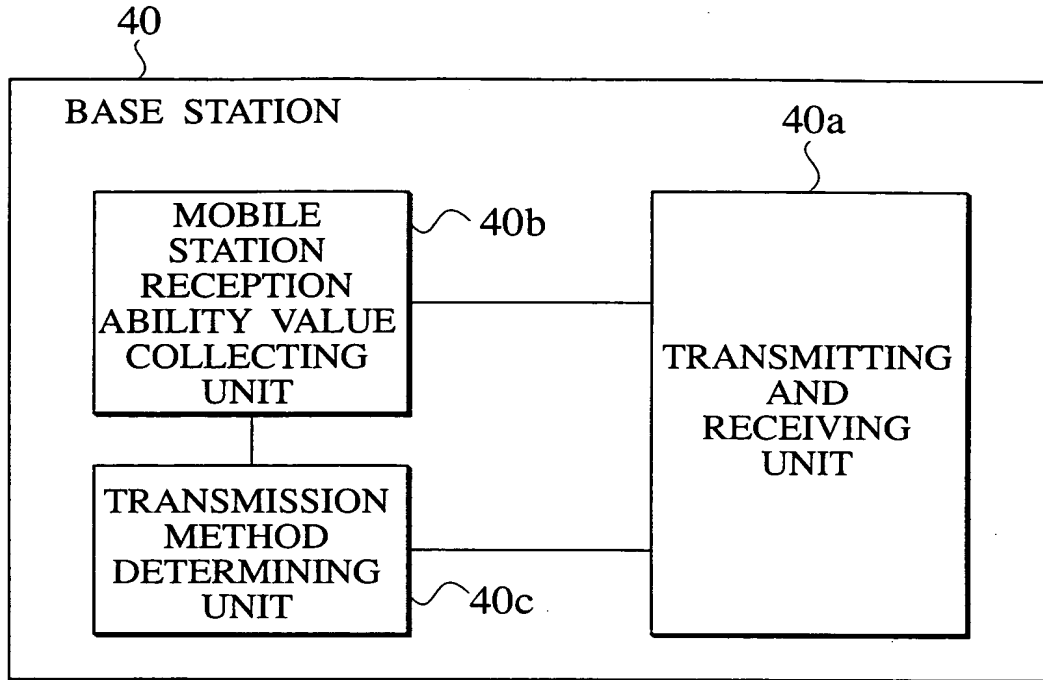 40
BASE STATION
40a
MOBILE
STATION
RECEPTION
ABILITY VALUE
COLLECTING
UNIT
40b
TRANSMITTING
AND
RECEIVING
UNIT
TRANSMISSION
METHOD
DETERMINING
UNIT
40c